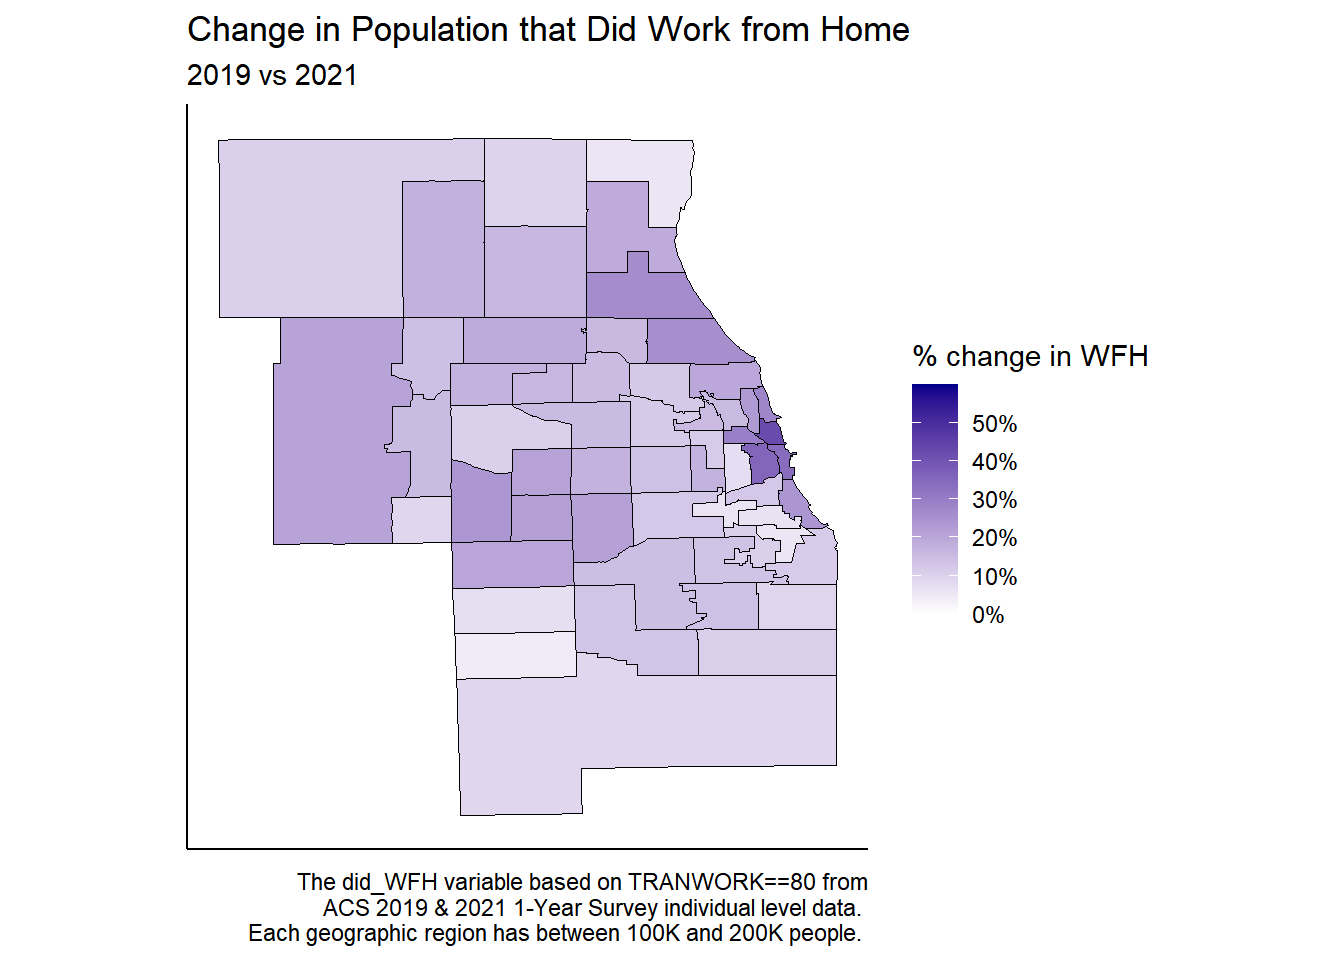 Change in Population that Did Work from Home
2019 vs 2021
% change in WFH
50%
40%
30%
20%
10%
0%
The did_WFH variable based on TRANWORK==80 from
ACS 2019 & 2021 1-Year Survey individual level data.
Each geographic region has between 100K and 200K people.